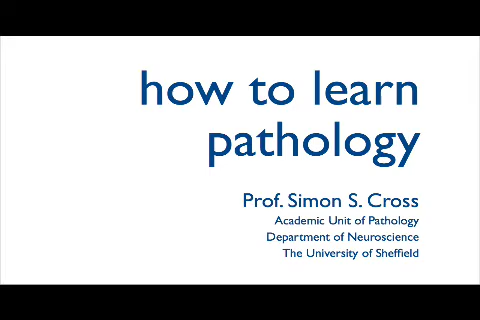 how to learn
pathology
Prof. Simon S. Cross
Academic Unit of Pathology
Department of Neuroscience
The University of Sheffield